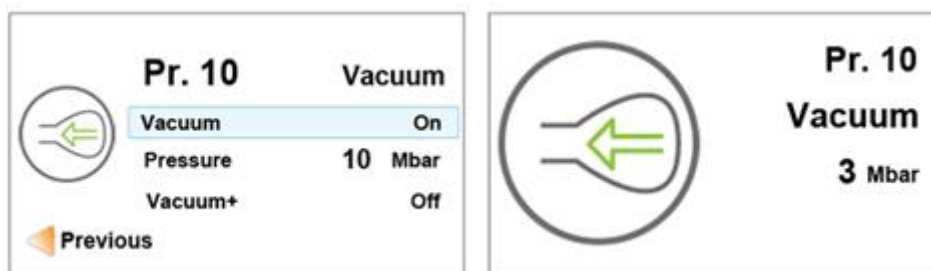 Pr. 10 Vacuum
Vacuum On
Pressure 10 Mbar
Vacuum+ Off
Previous
Pr. 10
Vacuum
3 Mbar